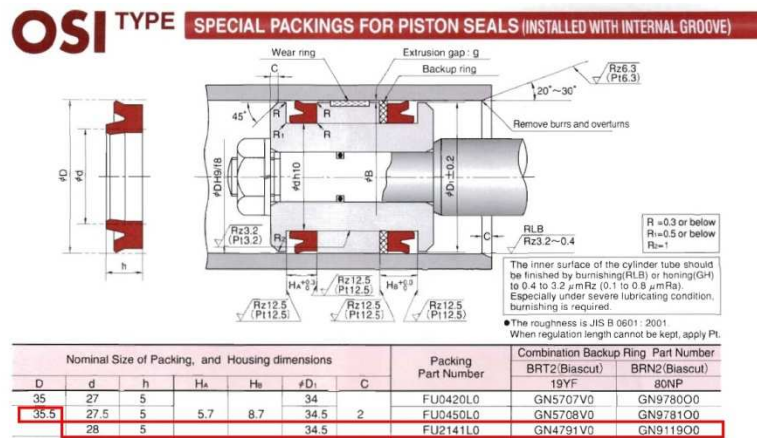 OSI TYPE SPECIAL PACKINGS FOR PISTON SEALS (INSTALLED WITH INTERNAL GROOVE)
Wear ring
Extrusion gap : g
Backup ring
C
Rz6.3
(Pt6.3)
20°~30°
45°
R
R
R
R
R₁
Remove burrs and overturns
φD
φd
φDH9/f8
φdh10
φB
φD₁±0.2
h
Rz3.2
(Pt3.2)
R₂
C
RLB
Rz3.2~0.4
R =0.3 or below
R₁=0.5 or below
R₂=1
Rz12.5
(Pt12.5)
Rz12.5
(Pt12.5)
Rz12.5
(Pt12.5)
Rz12.5
(Pt12.5)
The inner surface of the cylinder tube should
be finished by burnishing(RLB) or honing(GH)
to 0.4 to 3.2 μmRz (0.1 to 0.8 μmRa).
Especially under severe lubricating condition,
burnishing is required.
●The roughness is JIS B 0601 : 2001.
When regulation length cannot be kept, apply Pt.
Nominal Size of Packing, and Housing dimensions
Packing
Part Number
Combination Backup Ring Part Number
BRT2(Biascut) BRN2(Biascut)
D d h HA HB φD₁ C 19YF 80NP
35 27 5 34 FU0420L0 GN5707V0 GN9780O0
35.5 27.5 5 5.7 8.7 34.5 2 FU0450L0 GN5708V0 GN9781O0
28 5 34.5 FU2141L0 GN4791V0 GN9119O0